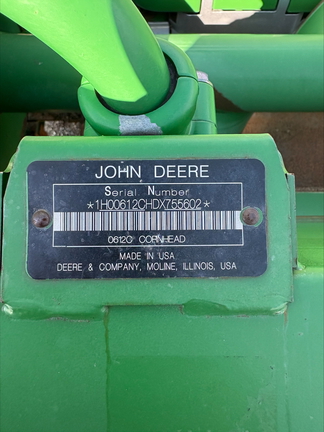 JOHN DEERE
Serial Number
*1H00612CHDX755602*
0612C CORNHEAD
MADE IN USA
DEERE & COMPANY, MOLINE, ILLINOIS, USA